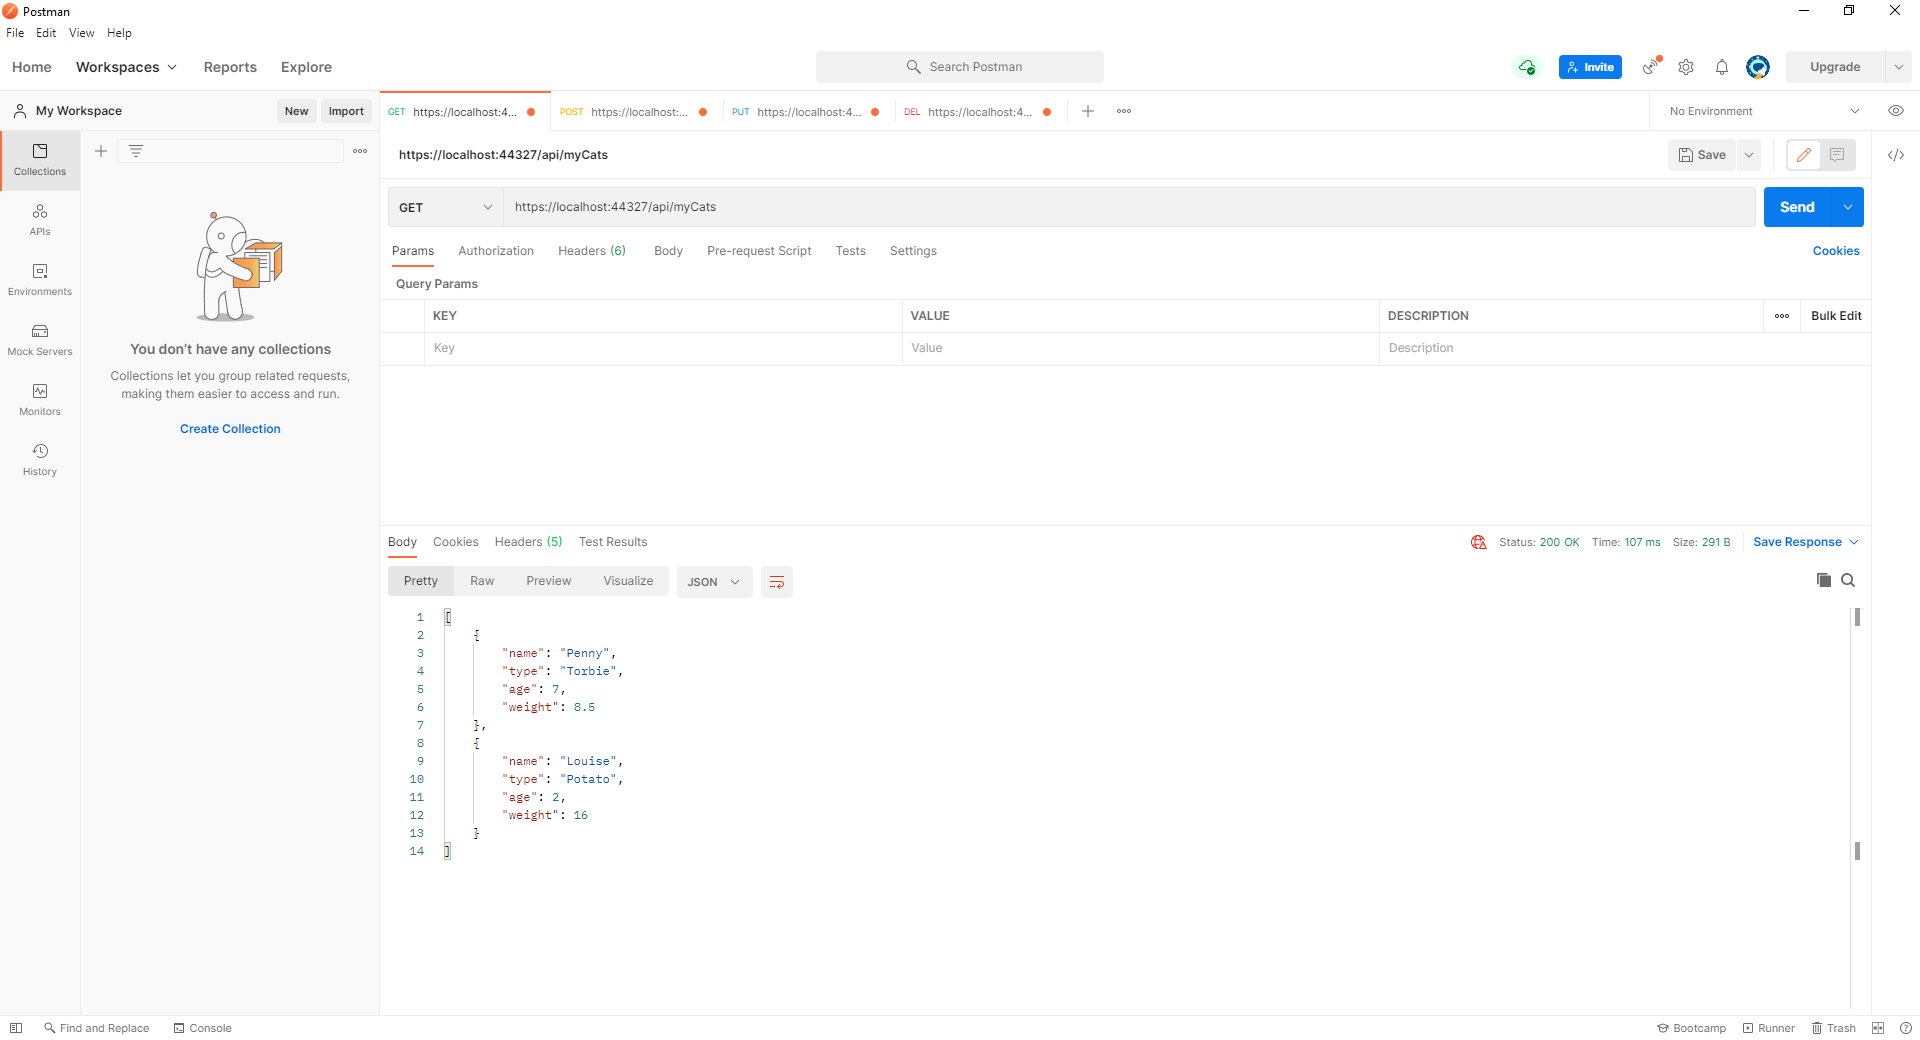 Postman
File Edit View Help
Home Workspaces Reports Explore
Search Postman
Invite
Upgrade
My Workspace New Import
GET https://localhost:4...
POST https://localhost:...
PUT https://localhost:4...
DEL https://localhost:4...
No Environment
Collections
APIs
Environments
Mock Servers
Monitors
History
You don’t have any collections
Collections let you group related requests,
making them easier to access and run.
Create Collection
https://localhost:44327/api/myCats
Save
GET https://localhost:44327/api/myCats Send
Params Authorization Headers (6) Body Pre-request Script Tests Settings Cookies
Query Params
KEY VALUE DESCRIPTION Bulk Edit
Key Value Description
Body Cookies Headers (5) Test Results
Status: 200 OK Time: 107 ms Size: 291 B Save Response
Pretty Raw Preview Visualize JSON
1 [
2 {
3 "name": "Penny",
4 "type": "Torbie",
5 "age": 7,
6 "weight": 8.5
7 },
8 {
9 "name": "Louise",
10 "type": "Potato",
11 "age": 2,
12 "weight": 16
13 }
14 ]
Find and Replace Console
Bootcamp Runner Trash